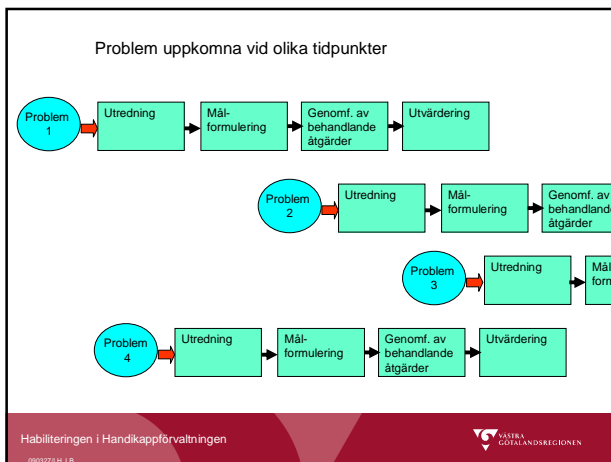 Problem uppkomna vid olika tidpunkter
Problem
1
Utredning
Mål-
formulering
Genomf. av
behandlande
åtgärder
Utvärdering
Problem
2
Utredning
Mål-
formulering
Genomf. av
behandlande
åtgärder
Problem
3
Utredning
Mål
form
Problem
4
Utredning
Mål-
formulering
Genomf. av
behandlande
åtgärder
Utvärdering
Habiliteringen i Handikappförvaltningen
VÄSTRA
GÖTALANDSREGIONEN